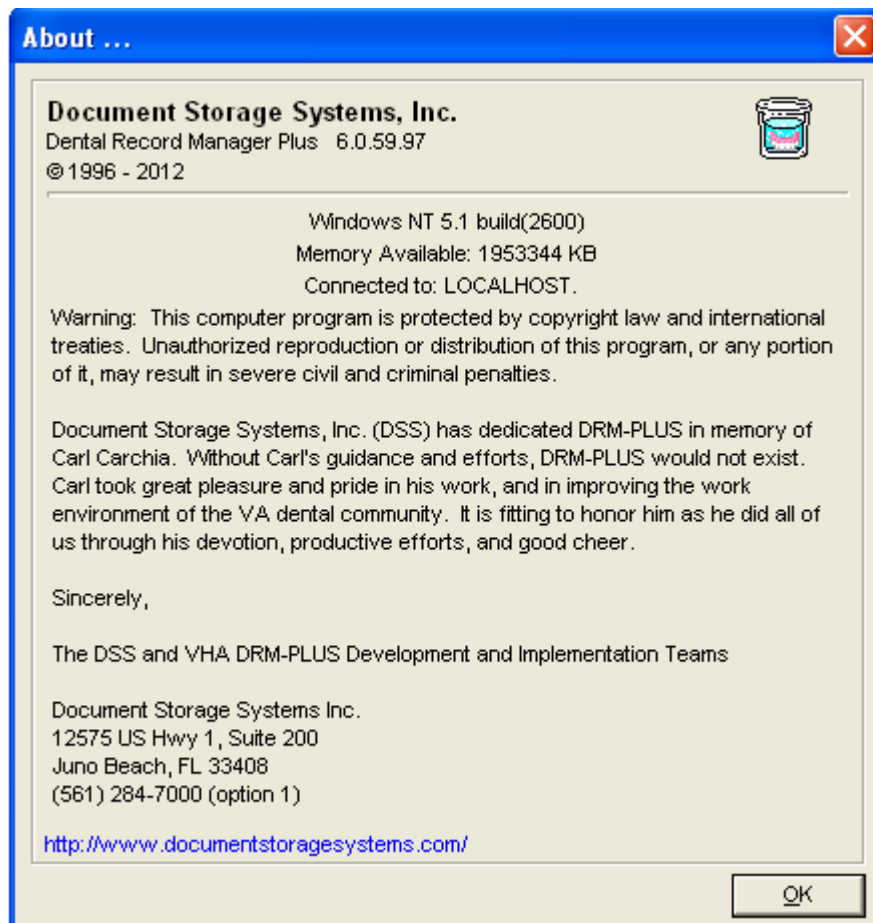 About ...
Document Storage Systems, Inc.
Dental Record Manager Plus   6.0.59.97
© 1996 - 2012
Windows NT 5.1 build(2600)
Memory Available: 1953344 KB
Connected to: LOCALHOST.
Warning:  This computer program is protected by copyright law and international
treaties.  Unauthorized reproduction or distribution of this program, or any portion
of it, may result in severe civil and criminal penalties.
Document Storage Systems, Inc. (DSS) has dedicated DRM-PLUS in memory of
Carl Carchia.  Without Carl's guidance and efforts, DRM-PLUS would not exist.
Carl took great pleasure and pride in his work, and in improving the work
environment of the VA dental community.  It is fitting to honor him as he did all of
us through his devotion, productive efforts, and good cheer.
Sincerely,
The DSS and VHA DRM-PLUS Development and Implementation Teams
Document Storage Systems Inc.
12575 US Hwy 1, Suite 200
Juno Beach, FL 33408
(561) 284-7000 (option 1)
http://www.documentstoragesystems.com/
OK